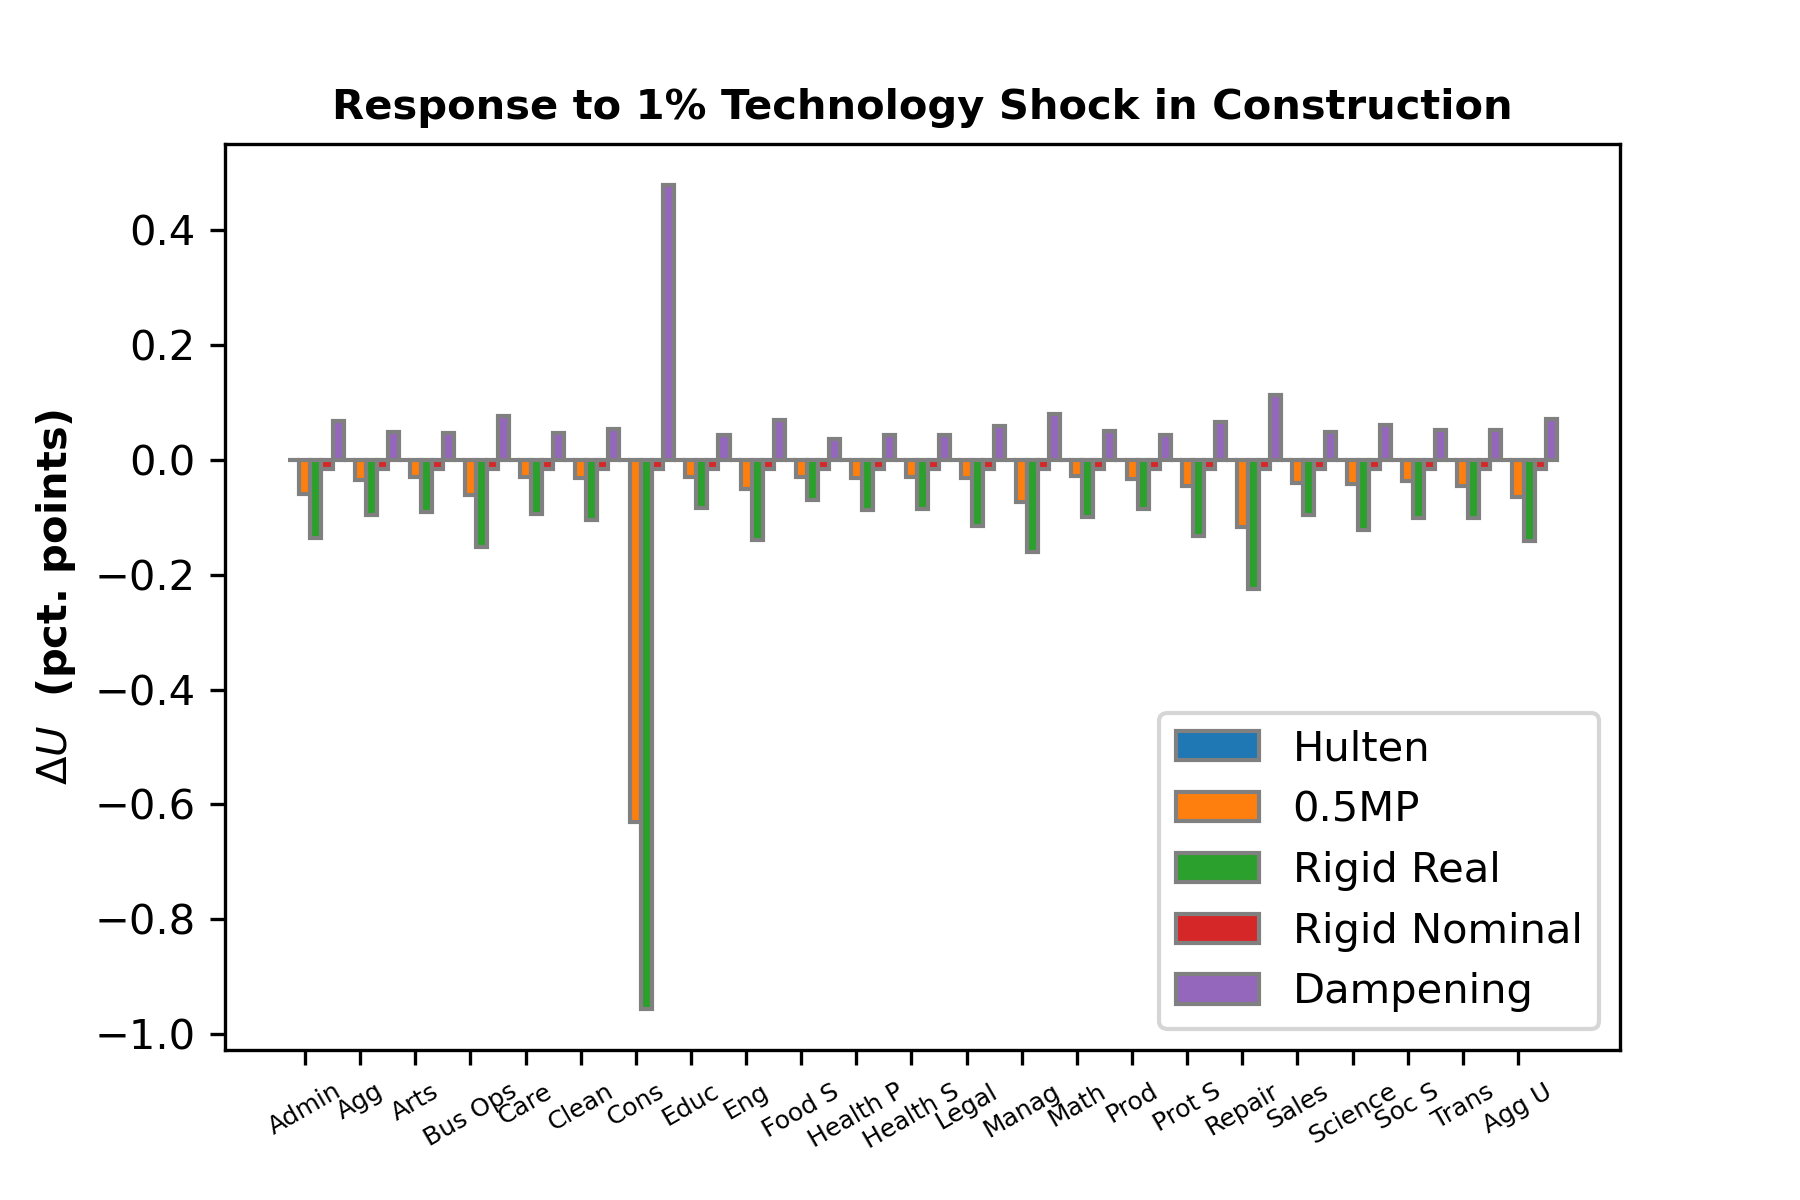 Response to 1% Technology Shock in Construction
ΔU (pct. points)
0.4
0.2
0.0
−0.2
−0.4
−0.6
−0.8
−1.0
Hulten
0.5MP
Rigid Real
Rigid Nominal
Dampening
Admin
Agg
Arts
Bus Ops
Care
Clean
Cons
Educ
Eng
Food S
Health P
Health S
Legal
Manag
Math
Prod
Prot S
Repair
Sales
Science
Soc S
Trans
Agg U